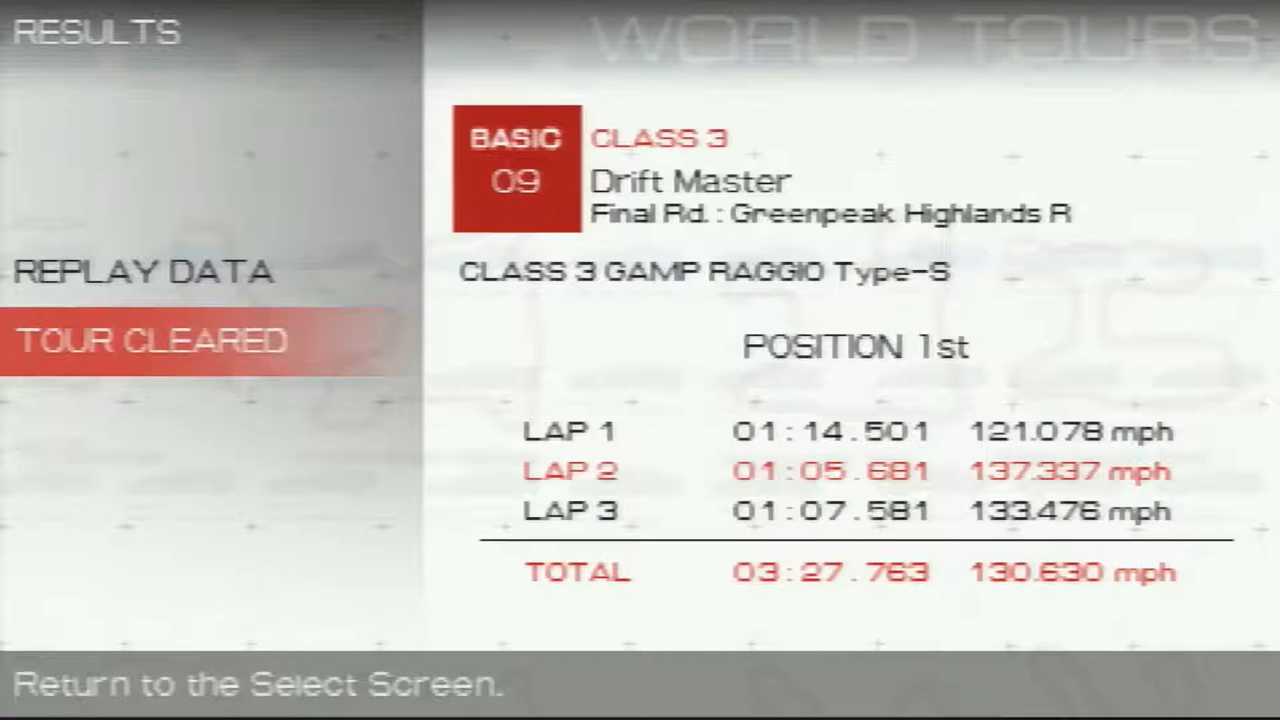 RESULTS
WORLD TOURS
BASIC
09
CLASS 3
Drift Master
Final Rd. : Greenpeak Highlands R
REPLAY DATA
CLASS 3 GAMP RAGGIO Type-S
TOUR CLEARED
POSITION 1st
LAP 1 01:14.501 121.078 mph
LAP 2 01:05.681 137.337 mph
LAP 3 01:07.581 133.476 mph
TOTAL 03:27.763 130.630 mph
Return to the Select Screen.